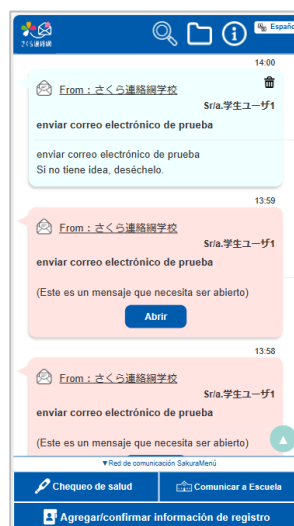 さくら連絡網
Españo
14:00
From：さくら連絡網学校
Sr/a.学生ユーザ1
enviar correo electrónico de prueba
enviar correo electrónico de prueba
Si no tiene idea, deséchelo.
13:59
From：さくら連絡網学校
Sr/a.学生ユーザ1
enviar correo electrónico de prueba
(Este es un mensaje que necesita ser abierto)
Abrir
13:58
From：さくら連絡網学校
Sr/a.学生ユーザ1
enviar correo electrónico de prueba
(Este es un mensaje que necesita ser abierto)
▲
▼Red de comunicación SakuraMenú
Chequeo de salud
Comunicar a Escuela
Agregar/confirmar información de registro